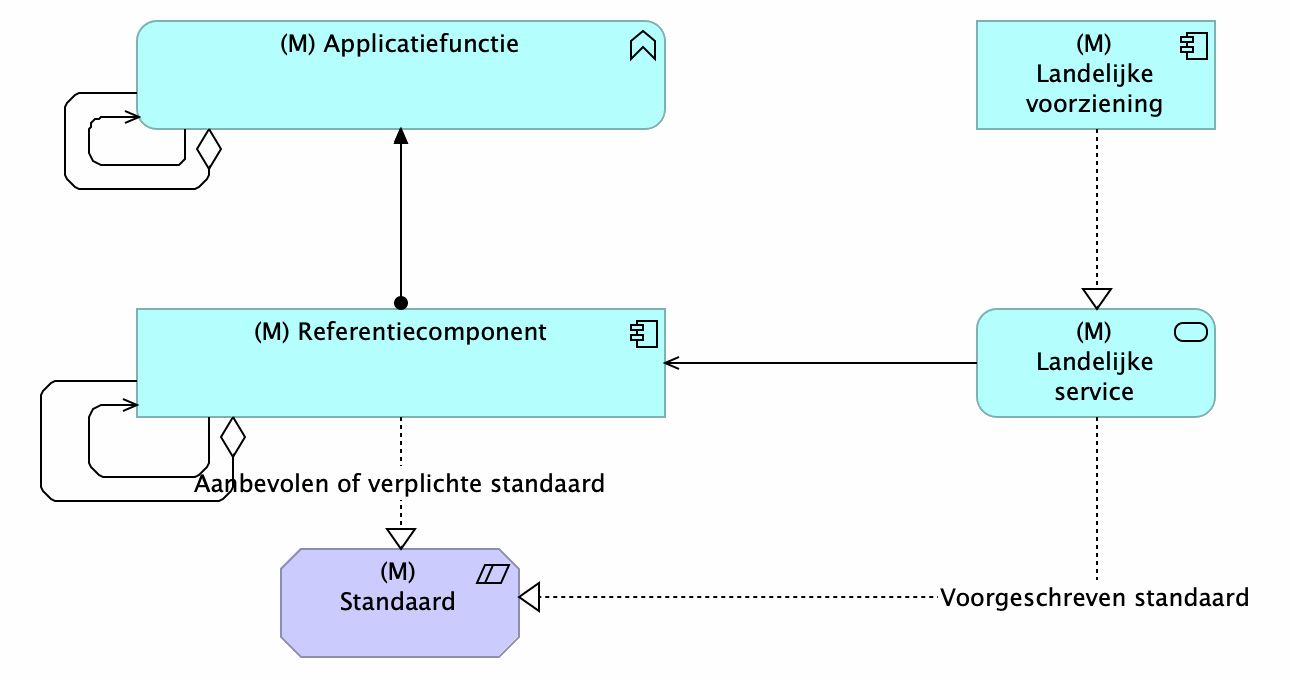 (M) Applicatiefunctie
(M)
Landelijke
voorziening
(M) Referentiecomponent
(M)
Landelijke
service
Aanbevolen of verplichte standaard
(M)
Standaard
Voorgeschreven standaard